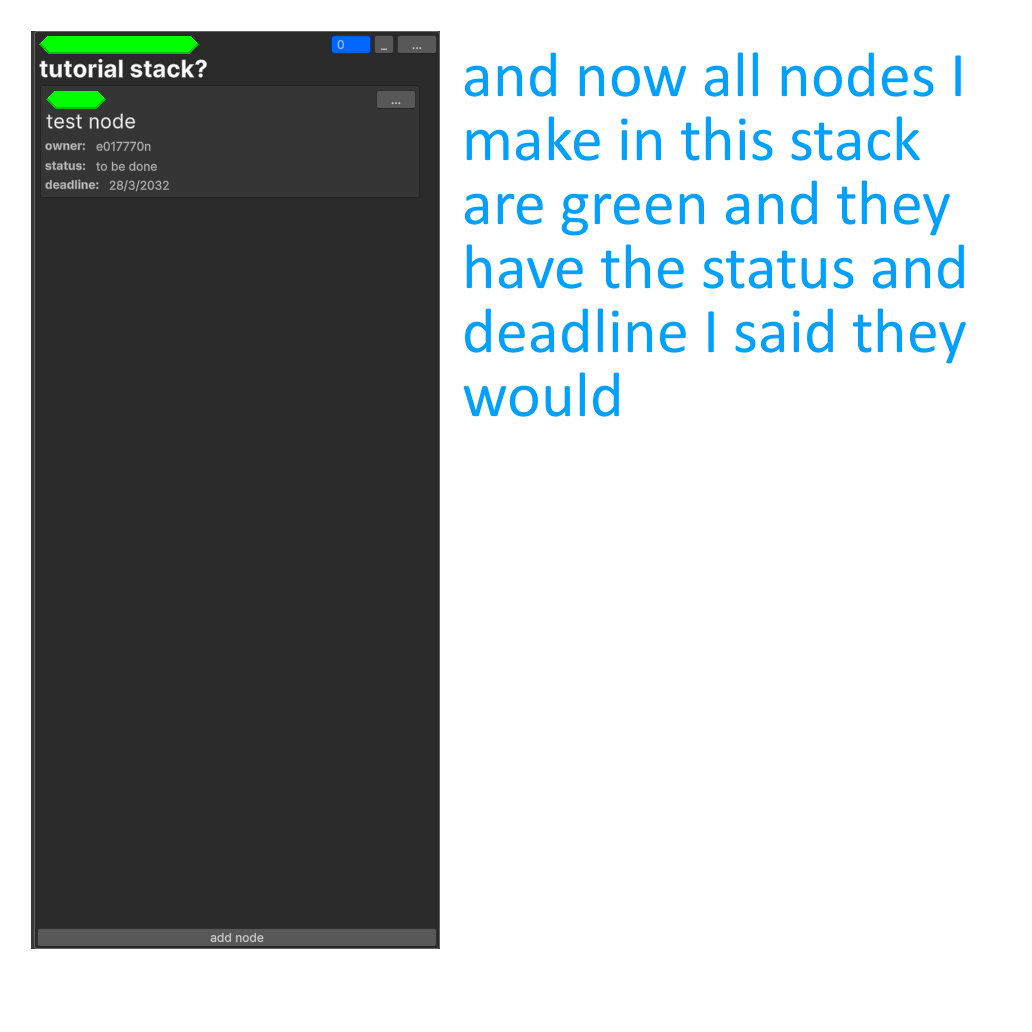 0
_
...
tutorial stack?
...
test node
owner: e017770n
status: to be done
deadline: 28/3/2032
add node
and now all nodes I
make in this stack
are green and they
have the status and
deadline I said they
would